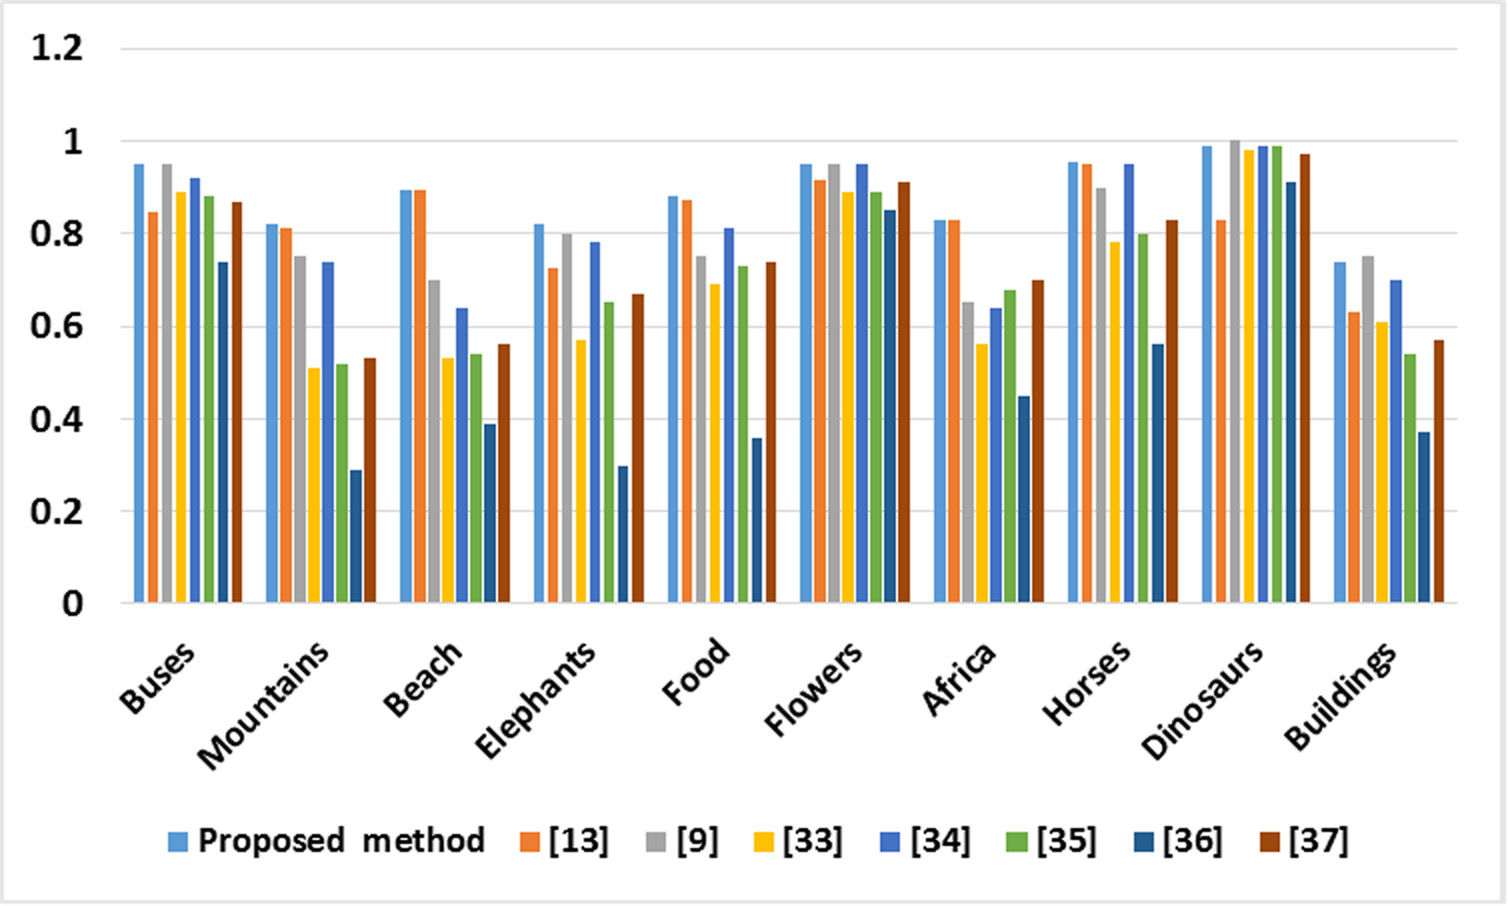 1.2
1
0.8
0.6
0.4
0.2
0
Buses
Mountains
Beach
Elephants
Food
Flowers
Africa
Horses
Dinosaurs
Buildings
Proposed method [13] [9] [33] [34] [35] [36] [37]